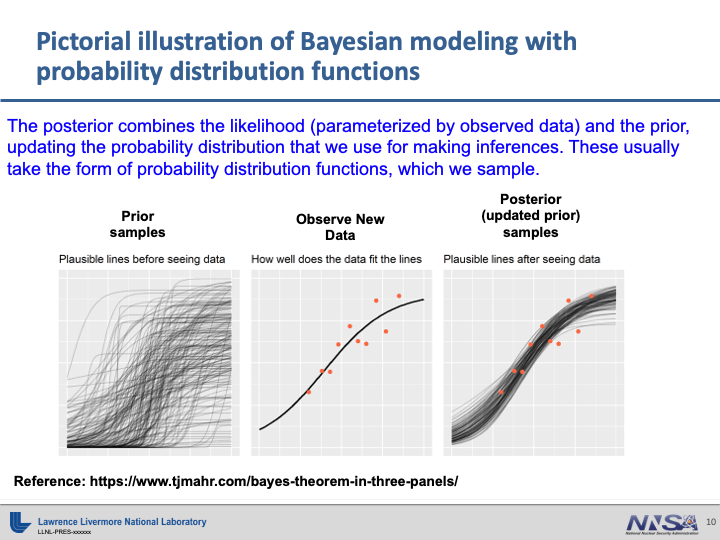 Pictorial illustration of Bayesian modeling with
probability distribution functions
The posterior combines the likelihood (parameterized by observed data) and the prior,
updating the probability distribution that we use for making inferences. These usually
take the form of probability distribution functions, which we sample.
Prior
samples
Observe New
Data
Posterior
(updated prior)
samples
Plausible lines before seeing data
How well does the data fit the lines
Plausible lines after seeing data
Reference: https://www.tjmahr.com/bayes-theorem-in-three-panels/
Lawrence Livermore National Laboratory
LLNL-PRES-xxxxxx
NNSA
National Nuclear Security Administration
10